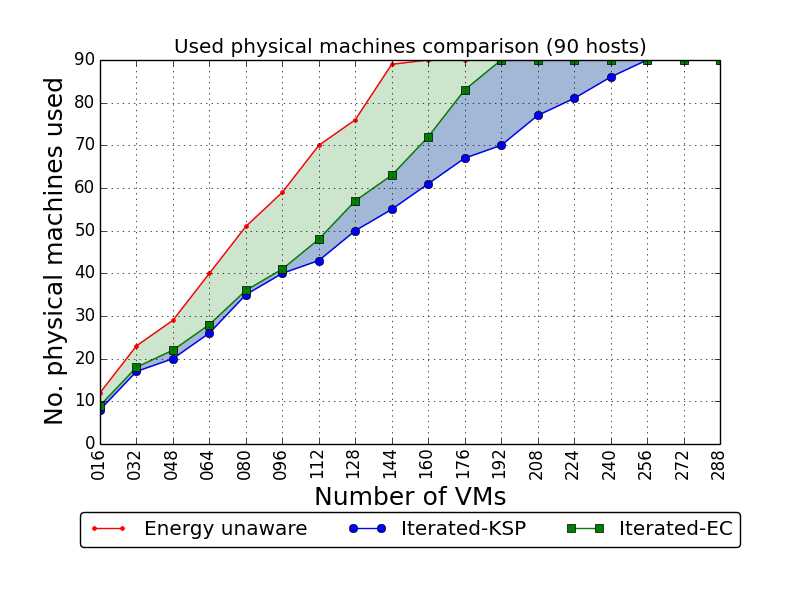 Used physical machines comparison (90 hosts)
No. physical machines used
90
80
70
60
50
40
30
20
10
0
016 032 048 064 080 096 112 128 144 160 176 192 208 224 240 256 272 288
Number of VMs
Energy unaware Iterated-KSP Iterated-EC